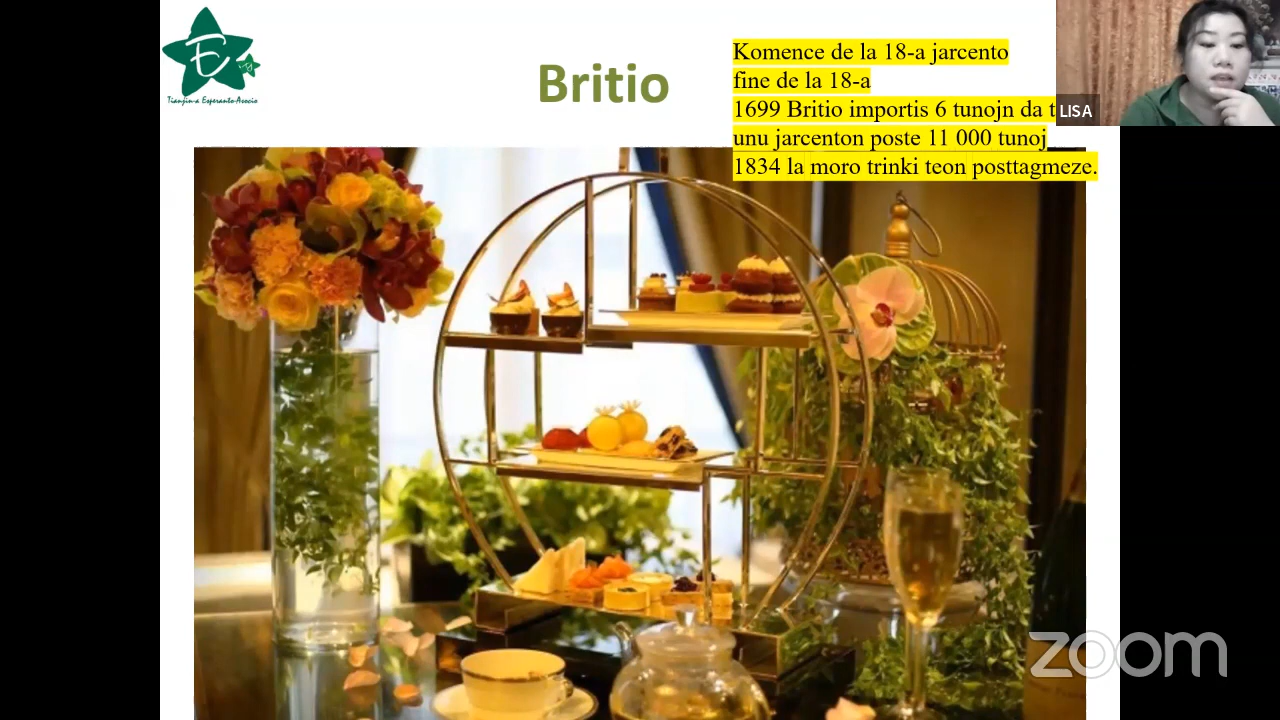 E
Tianjin-a Esperanto-Asocio
Britio
Komence de la 18-a jarcento
fine de la 18-a
1699 Britio importis 6 tunojn da t
unu jarcenton poste 11 000 tunoj
1834 la moro trinki teon posttagmeze.
LISA
zoom